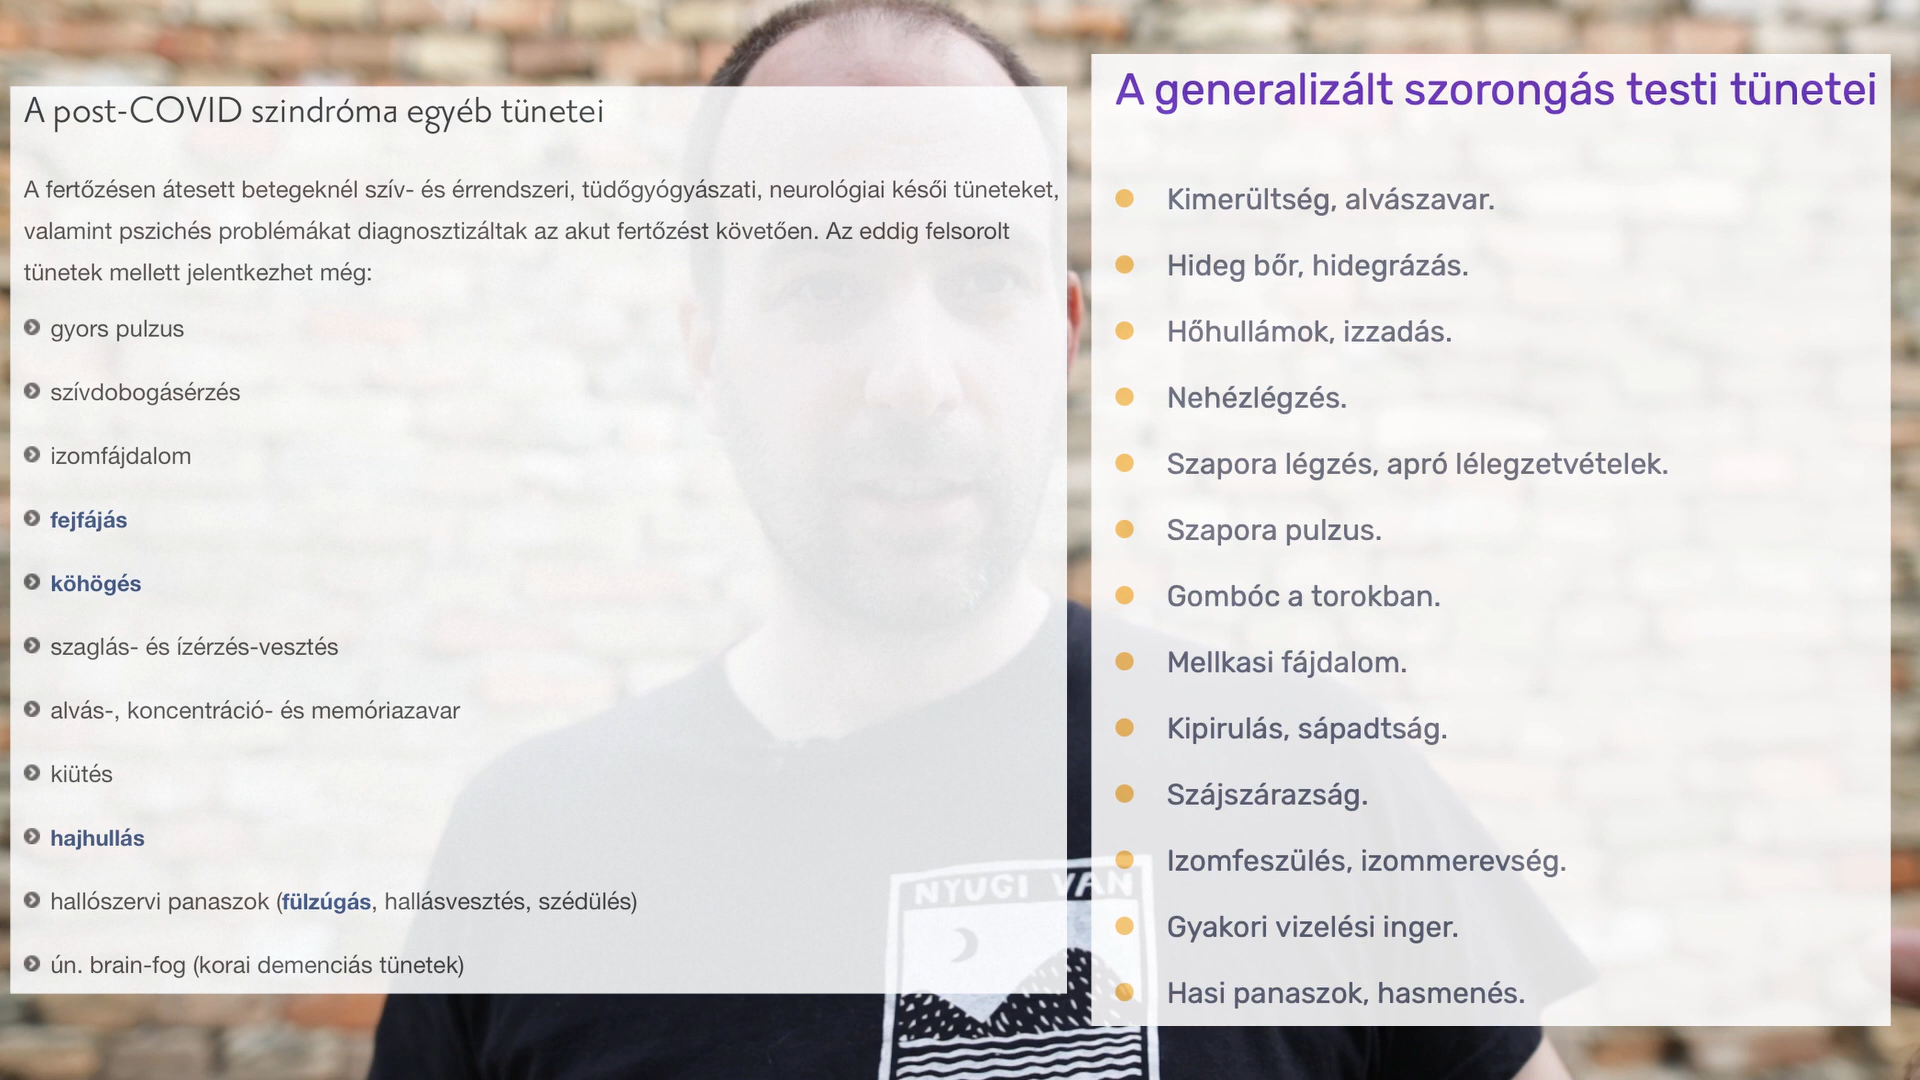 A post-COVID szindróma egyéb tünetei
A fertőzésen átesett betegeknél szív- és érrendszeri, tüdőgyógyászati, neurológiai késői tüneteket,
valamint pszichés problémákat diagnosztizáltak az akut fertőzést követően. Az eddig felsorolt
tünetek mellett jelentkezhet még:
gyors pulzus
szívdobogásérzés
izomfájdalom
fejfájás
köhögés
szaglás- és ízérzés-vesztés
alvás-, koncentráció- és memóriazavar
kiütés
hajhullás
hallószervi panaszok (fülzúgás, hallásvesztés, szédülés)
ún. brain-fog (korai demenciás tünetek)
A generalizált szorongás testi tünetei
Kimerültség, alvászavar.
Hideg bőr, hidegrázás.
Hőhullámok, izzadás.
Nehézlégzés.
Szapora légzés, apró lélegzetvételek.
Szapora pulzus.
Gombóc a torokban.
Mellkasi fájdalom.
Kipirulás, sápadtság.
Szájszárazság.
Izomfeszülés, izommerevség.
Gyakori vizelési inger.
Hasi panaszok, hasmenés.
NYUGI VAN